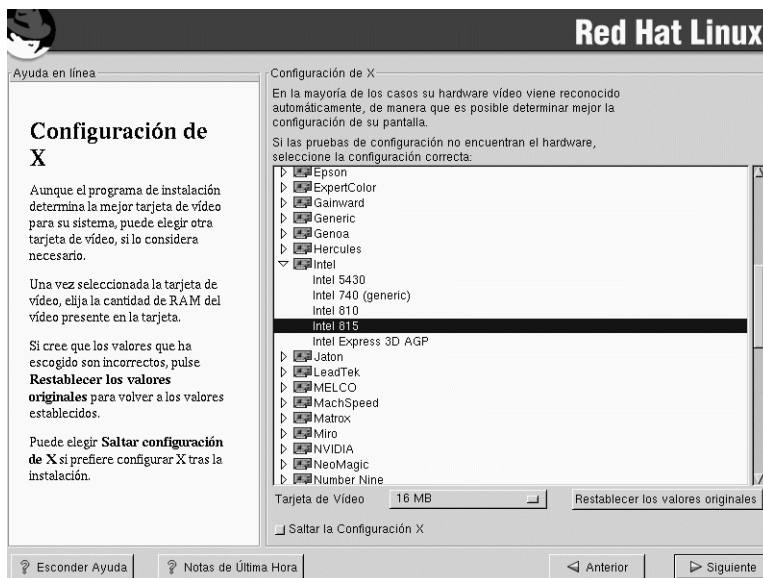 Red Hat Linux
Ayuda en línea
Configuración de
X
Aunque el programa de instalación
determina la mejor tarjeta de vídeo
para su sistema, puede elegir otra
tarjeta de vídeo, si lo considera
necesario.
Una vez seleccionada la tarjeta de
vídeo, elija la cantidad de RAM del
vídeo presente en la tarjeta.
Si cree que los valores que ha
escogido son incorrectos, pulse
Restablecer los valores
originales para volver a los valores
establecidos.
Puede elegir Saltar configuración
de X si prefiere configurar X tras la
instalación.
Configuración de X
En la mayoría de los casos su hardware vídeo viene reconocido
automáticamente, de manera que es posible determinar mejor la
configuración de su pantalla.
Si las pruebas de configuración no encuentran el hardware,
seleccione la configuración correcta:
Epson
ExpertColor
Gainward
Generic
Genoa
Hercules
Intel
Intel 5430
Intel 740 (generic)
Intel 810
Intel 815
Intel Express 3D AGP
Jaton
LeadTek
MELCO
MachSpeed
Matrox
Miro
NVIDIA
NeoMagic
Number Nine
Tarjeta de Vídeo 16 MB Restablecer los valores originales
Saltar la Configuración X
? Esconder Ayuda ? Notas de Última Hora Anterior Siguiente